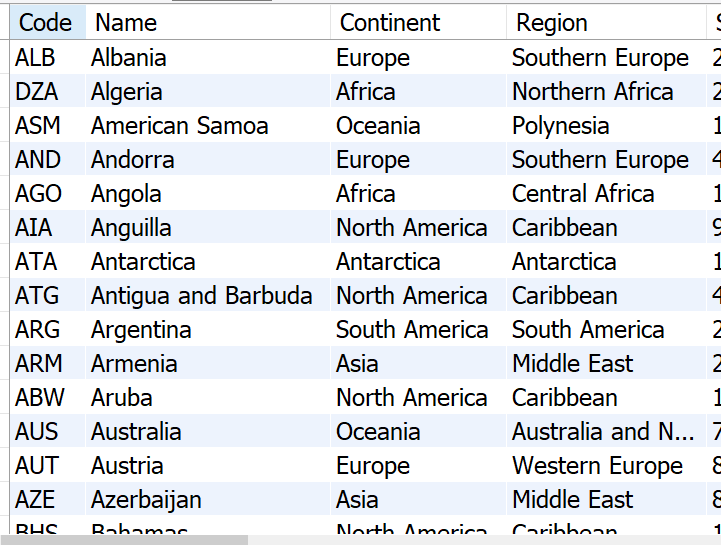 Code Name Continent Region
ALB Albania Europe Southern Europe 2
DZA Algeria Africa Northern Africa 2
ASM American Samoa Oceania Polynesia 1
AND Andorra Europe Southern Europe 4
AGO Angola Africa Central Africa 1
AIA Anguilla North America Caribbean 9
ATA Antarctica Antarctica Antarctica 1
ATG Antigua and Barbuda North America Caribbean 4
ARG Argentina South America South America 2
ARM Armenia Asia Middle East 2
ABW Aruba North America Caribbean 1
AUS Australia Oceania Australia and N... 7
AUT Austria Europe Western Europe 8
AZE Azerbaijan Asia Middle East 8
BHS Bahamas North America Caribbean 1